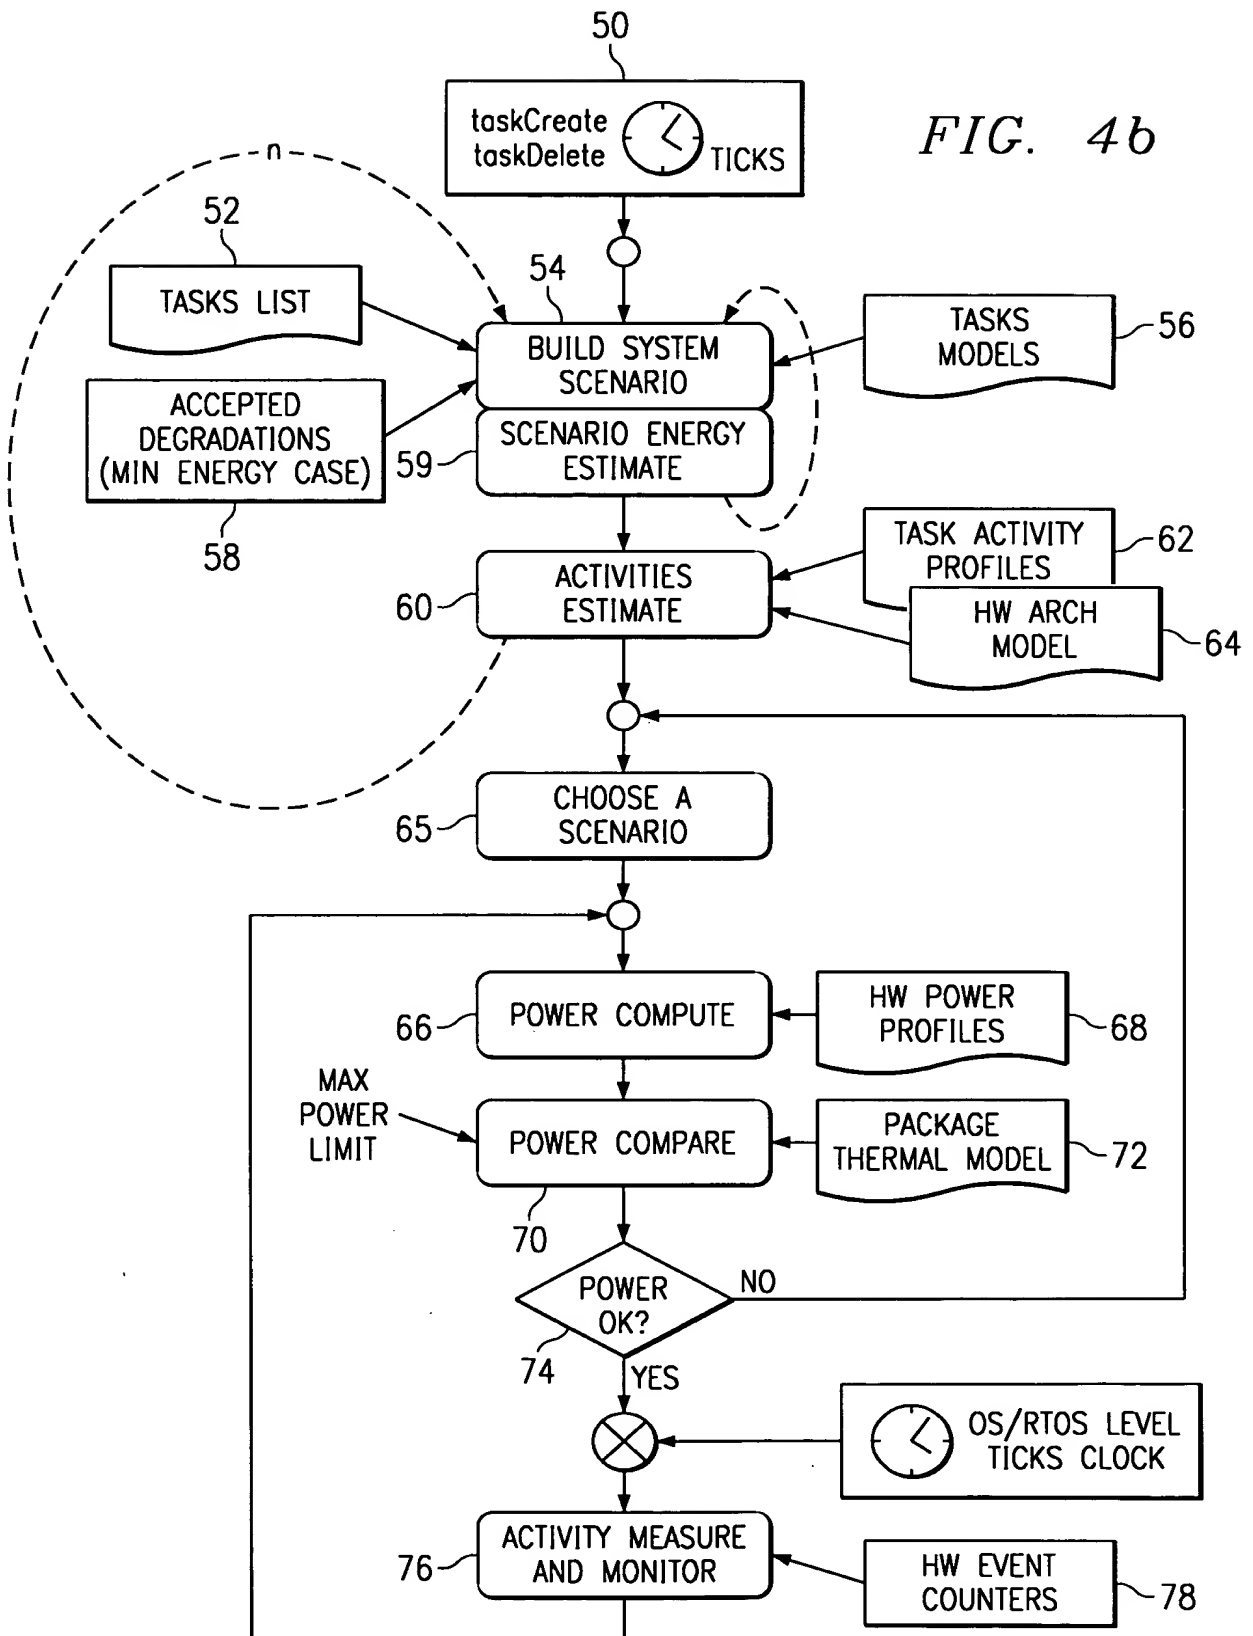 50
taskCreate
taskDelete
TICKS
FIG. 4b
n
52
TASKS LIST
54
BUILD SYSTEM
SCENARIO
TASKS
MODELS
56
ACCEPTED
DEGRADATIONS
(MIN ENERGY CASE)
58
59
SCENARIO ENERGY
ESTIMATE
60
ACTIVITIES
ESTIMATE
TASK ACTIVITY
PROFILES
62
HW ARCH
MODEL
64
65
CHOOSE A
SCENARIO
66
POWER COMPUTE
HW POWER
PROFILES
68
MAX
POWER
LIMIT
POWER COMPARE
70
PACKAGE
THERMAL MODEL
72
POWER
OK?
74
NO
YES
OS/RTOS LEVEL
TICKS CLOCK
76
ACTIVITY MEASURE
AND MONITOR
HW EVENT
COUNTERS
78